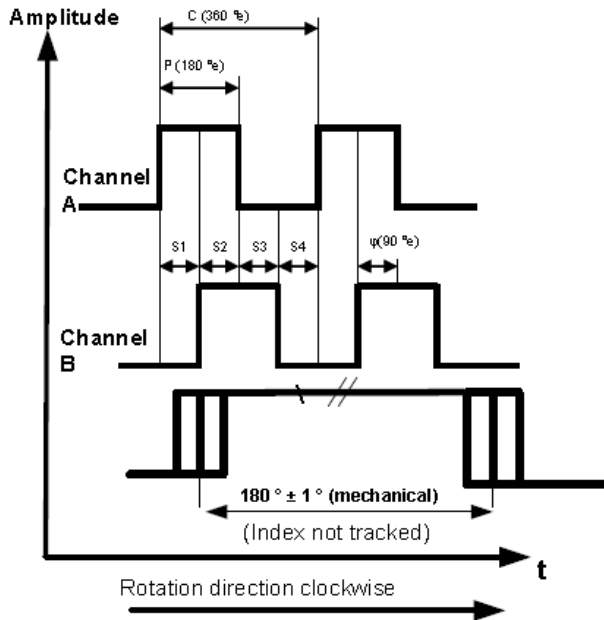 Amplitude
C (360 °e)
P (180 °e)
Channel
A
S1 S2 S3 S4 φ(90 °e)
Channel
B
180 ° ± 1 ° (mechanical)
(Index not tracked)
t
Rotation direction clockwise